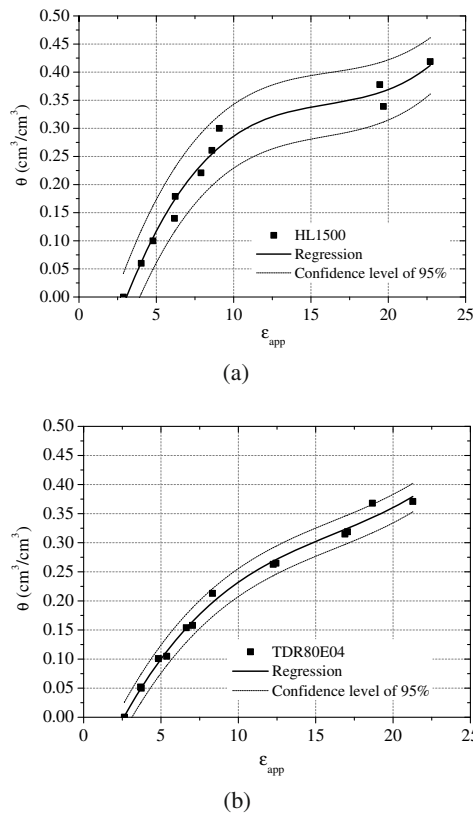 0.50
0.45
0.40
0.35
0.30
0.25
0.20
0.15
0.10
0.05
0.00
θ (cm³/cm³)
HL1500
Regression
Confidence level of 95%
0 5 10 15 20 25
ε_app
(a)
0.50
0.40
0.45
0.35
0.30
0.25
0.20
0.15
0.10
0.05
0.00
θ (cm³/cm³)
TDR80E04
Regression
Confidence level of 95%
0 5 10 15 20 25
ε_app
(b)